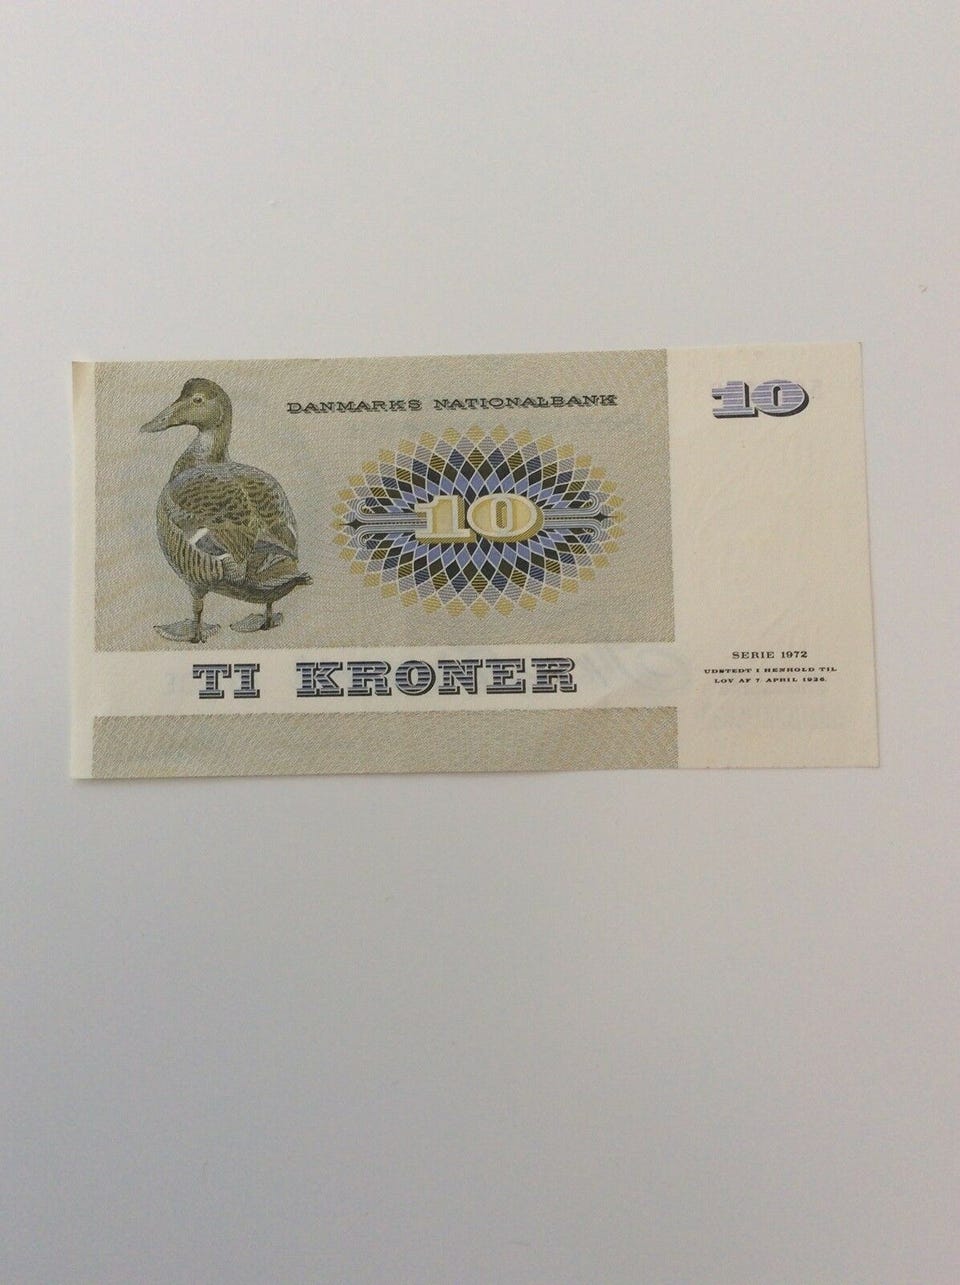 DANMARKS NATIONALBANK
10
10
TI KRONER
SERIE 1972
UDSTEDT I HENHOLD TIL
LOV AF 7 APRIL 1936.